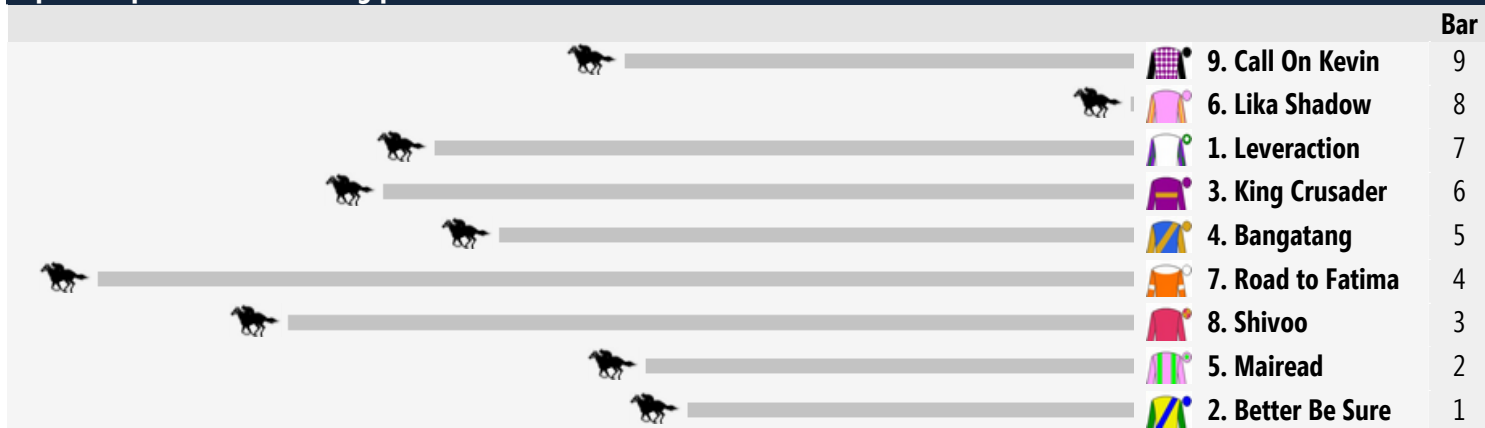 Bar
9. Call On Kevin 9
6. Lika Shadow 8
1. Leveraction 7
3. King Crusader 6
4. Bangatang 5
7. Road to Fatima 4
8. Shivoo 3
5. Mairead 2
2. Better Be Sure 1